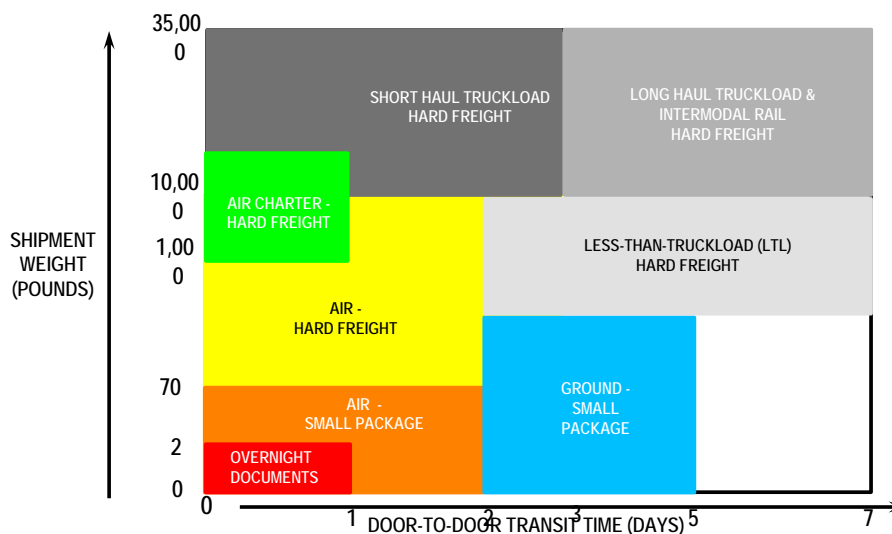 35,00
0
SHORT HAUL TRUCKLOAD
HARD FREIGHT
LONG HAUL TRUCKLOAD &
INTERMODAL RAIL
HARD FREIGHT
10,00
0
AIR CHARTER -
HARD FREIGHT
SHIPMENT
WEIGHT
(POUNDS)
1,00
0
LESS-THAN-TRUCKLOAD (LTL)
HARD FREIGHT
AIR -
HARD FREIGHT
70
AIR -
SMALL PACKAGE
GROUND -
SMALL
PACKAGE
2
OVERNIGHT
DOCUMENTS
0
0
1
2
3
5
7
DOOR-TO-DOOR TRANSIT TIME (DAYS)